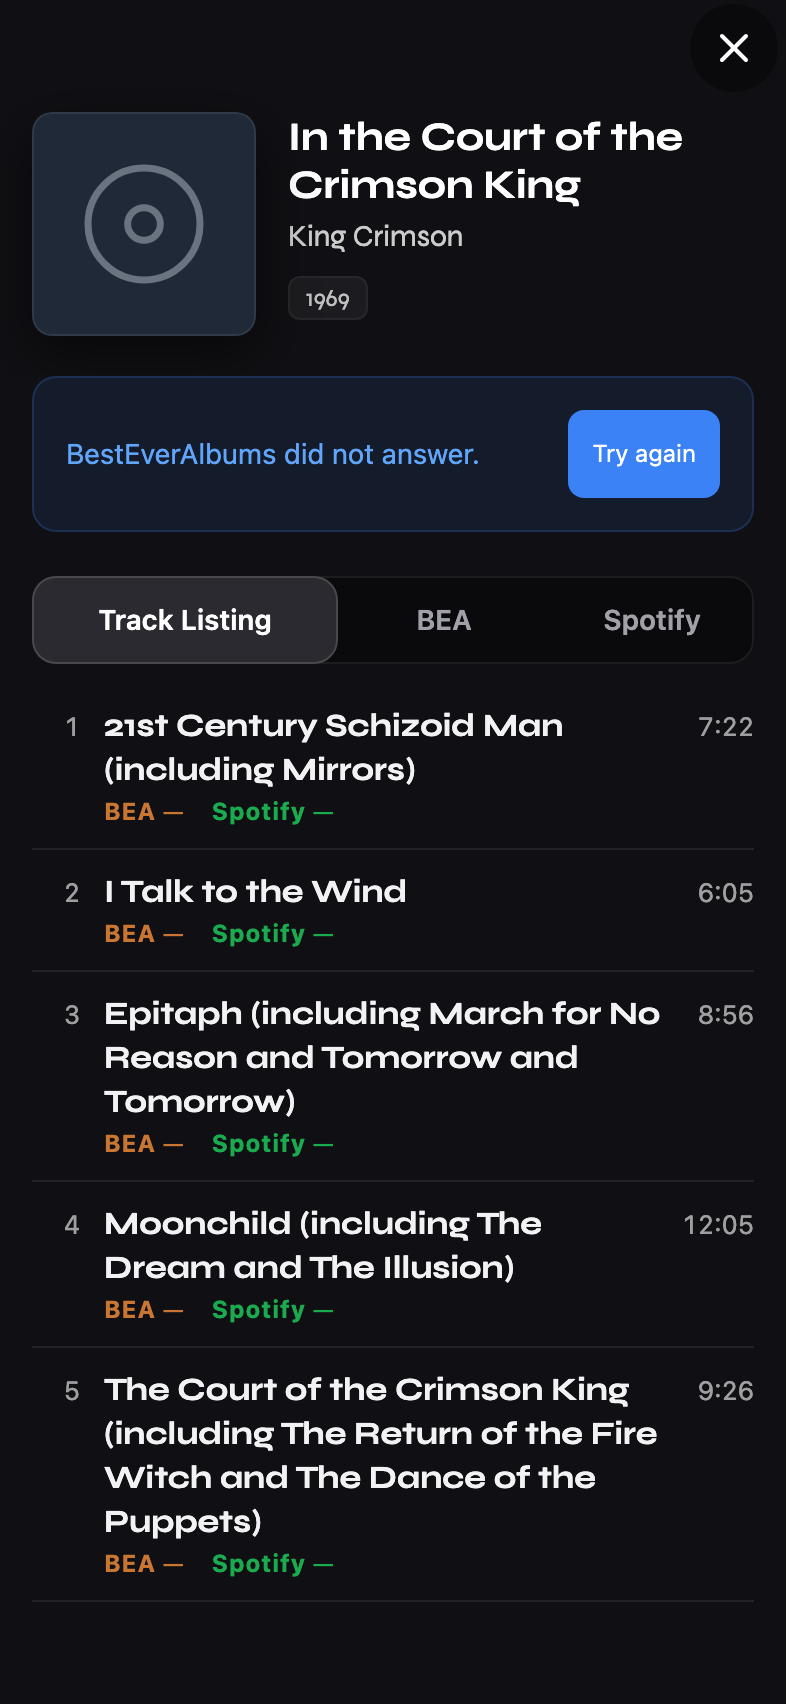 In the Court of the
Crimson King
King Crimson
1969
BestEverAlbums did not answer.
Try again
Track Listing
BEA
Spotify
1 21st Century Schizoid Man 7:22
(including Mirrors)
BEA — Spotify —
2 I Talk to the Wind 6:05
BEA — Spotify —
3 Epitaph (including March for No 8:56
Reason and Tomorrow and
Tomorrow)
BEA — Spotify —
4 Moonchild (including The 12:05
Dream and The Illusion)
BEA — Spotify —
5 The Court of the Crimson King 9:26
(including The Return of the Fire
Witch and The Dance of the
Puppets)
BEA — Spotify —